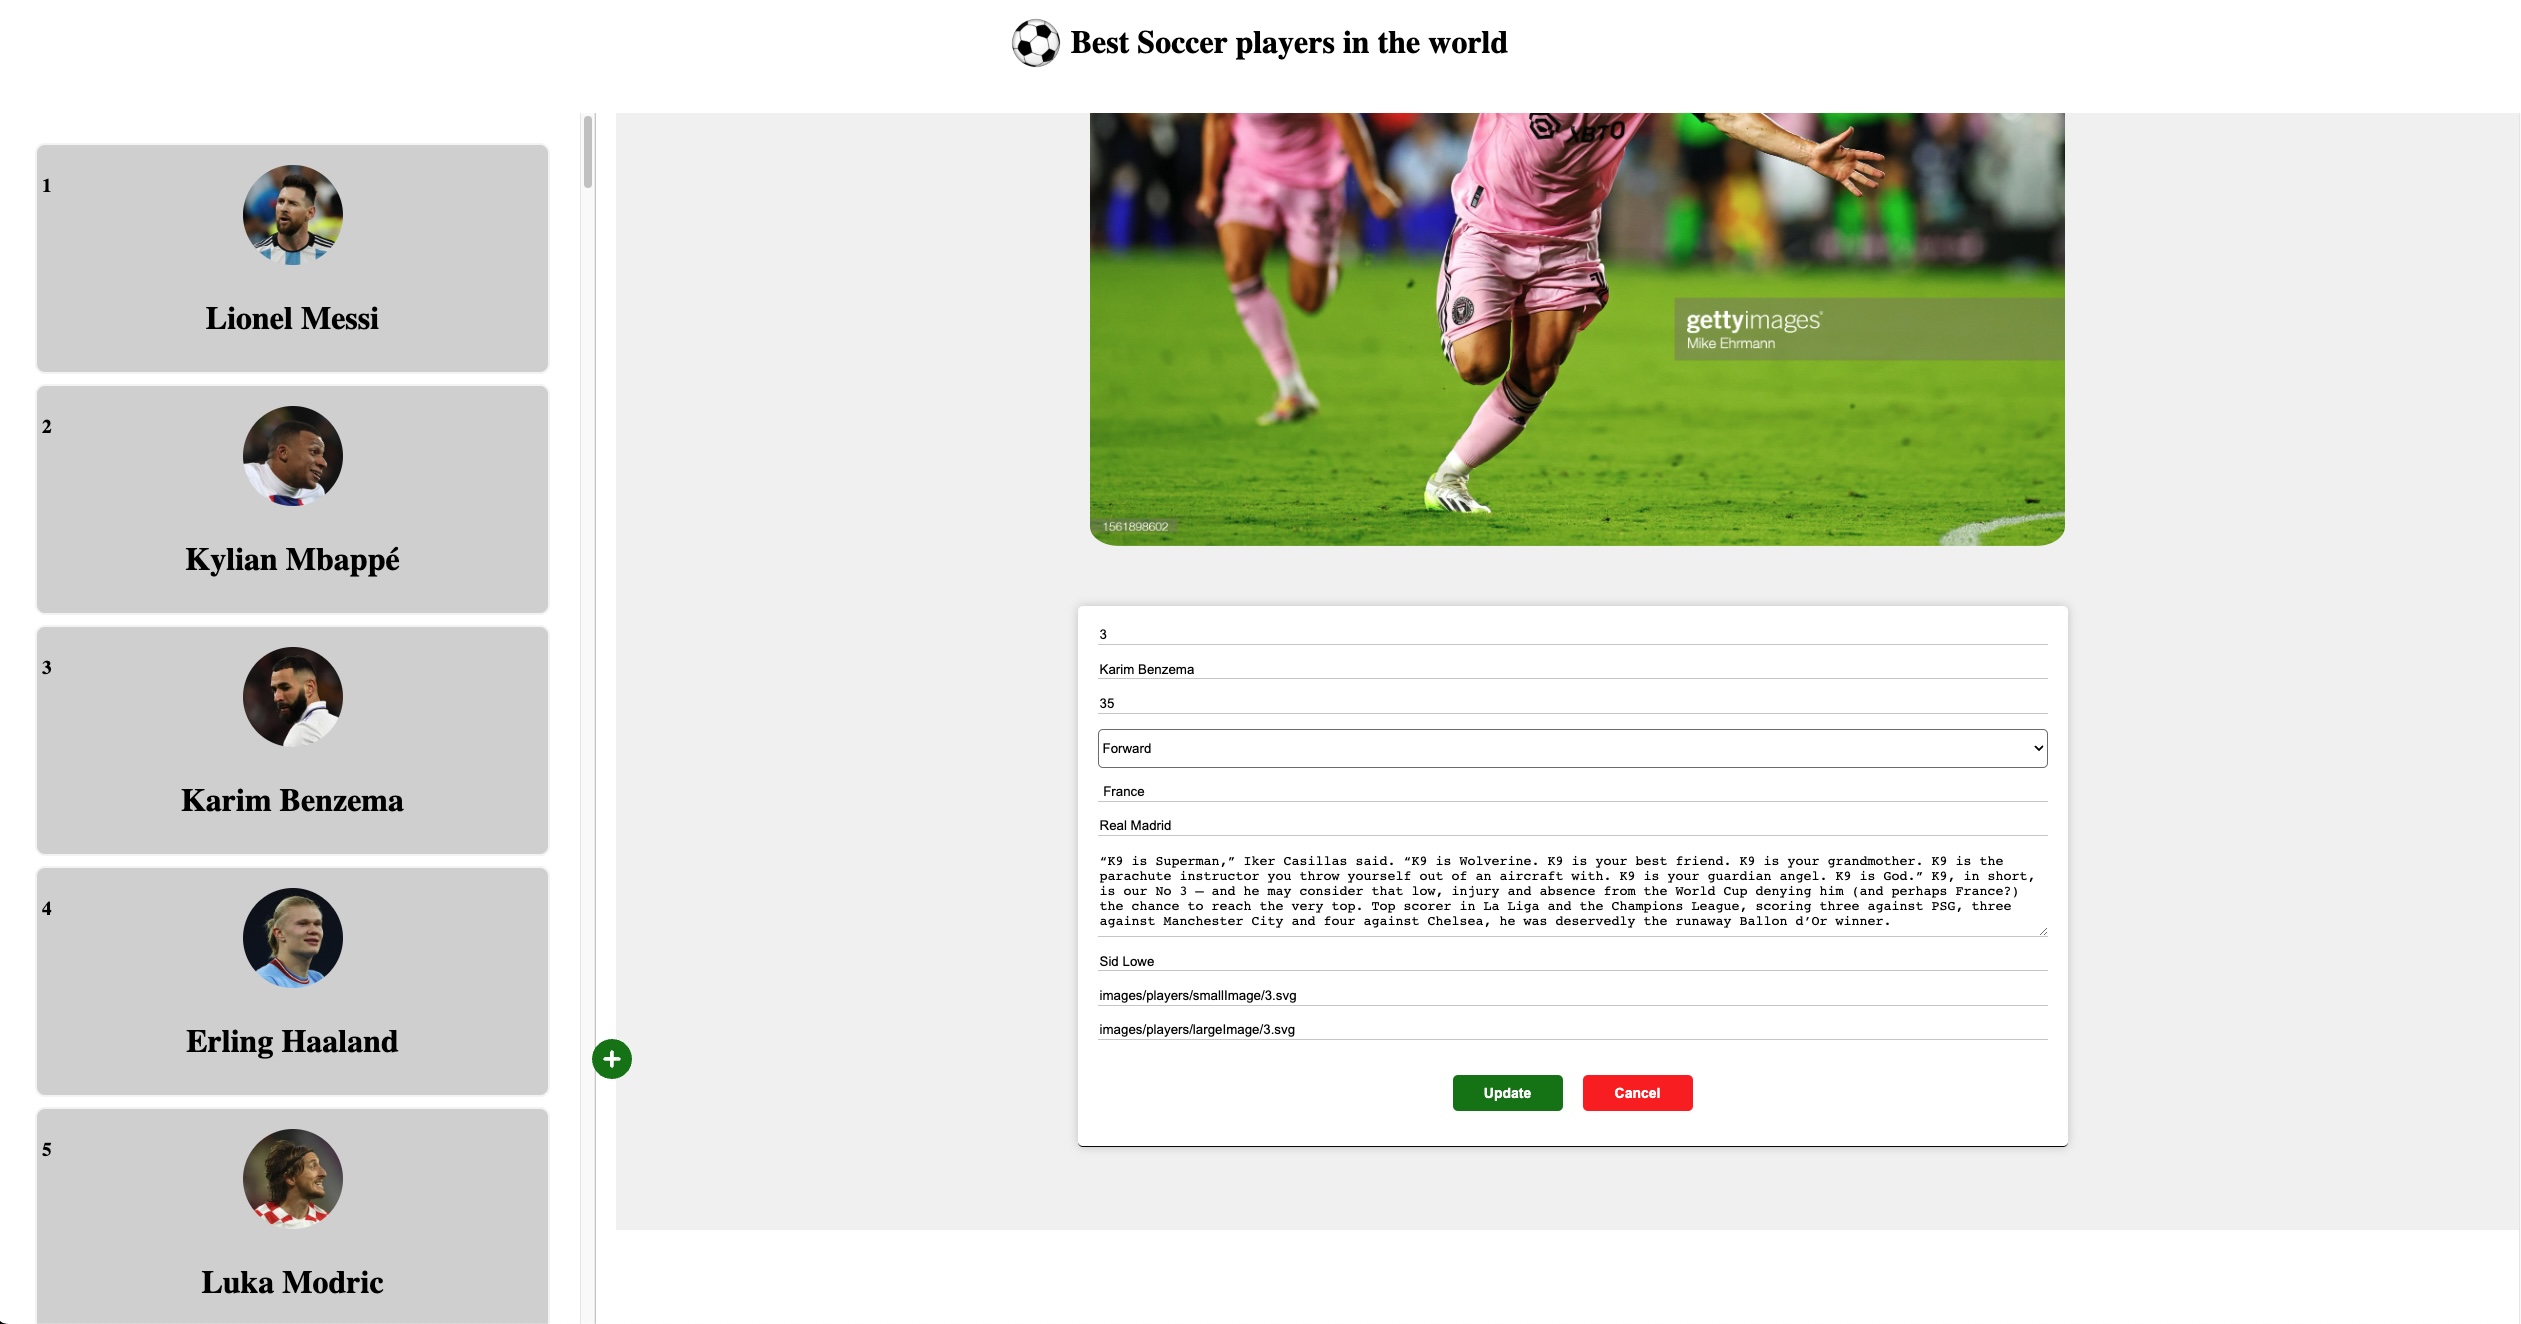 Best Soccer players in the world
1
Lionel Messi
2
Kylian Mbappé
3
Karim Benzema
4
Erling Haaland
5
Luka Modric
XBTO
gettyimages®
Mike Ehrmann
1561898602
3
Karim Benzema
35
Forward
France
Real Madrid
“K9 is Superman,” Iker Casillas said. “K9 is Wolverine. K9 is your best friend. K9 is your grandmother. K9 is the
parachute instructor you throw yourself out of an aircraft with. K9 is your guardian angel. K9 is God.” K9, in short,
is our No 3 – and he may consider that low, injury and absence from the World Cup denying him (and perhaps France?)
the chance to reach the very top. Top scorer in La Liga and the Champions League, scoring three against PSG, three
against Manchester City and four against Chelsea, he was deservedly the runaway Ballon d’Or winner.
Sid Lowe
images/players/smallImage/3.svg
images/players/largeImage/3.svg
+
Update
Cancel